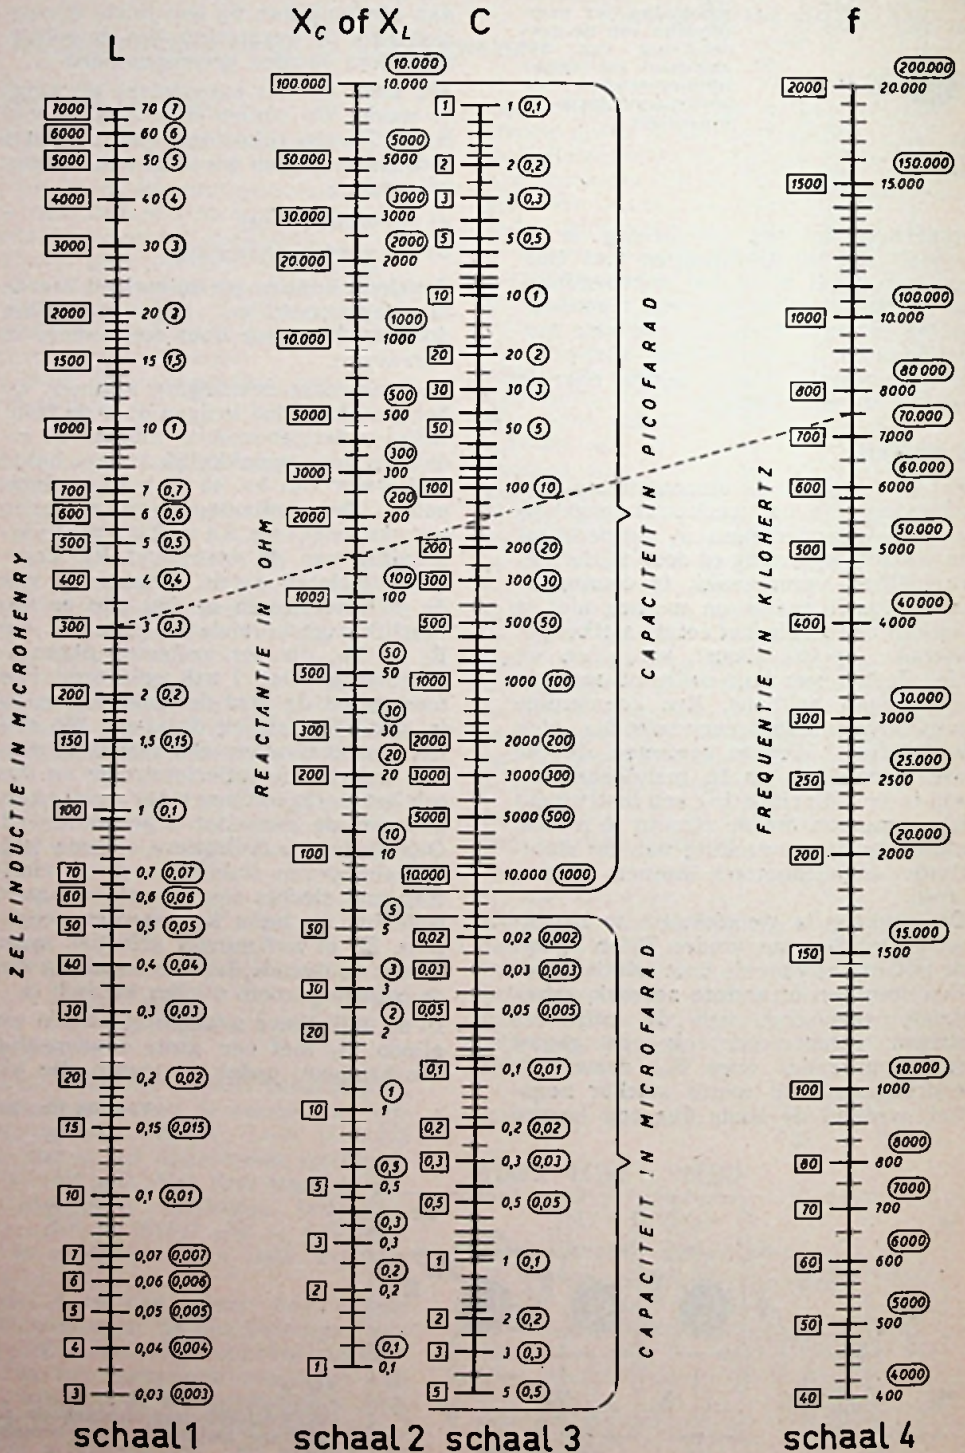 L
X_C of X_L
C
f
7000 70 7
6000 60 6
5000 50 5
4000 40 4
3000 30 3
2000 20 2
1500 15 1,5
1000 10 1
700 7 0,7
600 6 0,6
500 5 0,5
400 4 0,4
300 3 0,3
200 2 0,2
150 1,5 0,15
100 1 0,1
70 0,7 0,07
60 0,6 0,06
50 0,5 0,05
40 0,4 0,04
30 0,3 0,03
20 0,2 0,02
15 0,15 0,015
10 0,1 0,01
7 0,07 0,007
6 0,06 0,006
5 0,05 0,005
4 0,04 0,004
3 0,03 0,003
ZELFINDUCTIE IN MICROHENRY
schaal 1
100.000 10.000 10.000
50.000 5000 5000
30.000 3000 3000
20.000 2000 2000
10.000 1000 1000
5000 500 500
3000 300 300
2000 200 200
1000 100 100
500 50 50
300 30 30
200 20 20
100 10 10
50 5 5
30 3 3
20 2 2
10 1 1
5 0,5 0,5
3 0,3 0,3
2 0,2 0,2
1 0,1 0,1
REACTANTIE IN OHM
schaal 2
1 1 0,1
2 2 0,2
3 3 0,3
5 5 0,5
10 10 1
20 20 2
30 30 3
50 50 5
100 100 10
200 200 20
300 300 30
500 500 50
1000 1000 100
2000 2000 200
3000 3000 300
5000 5000 500
10.000 10.000 1000
CAPACITEIT IN PICOFARAD
0,02 0,02 0,002
0,03 0,03 0,003
0,05 0,05 0,005
0,1 0,1 0,01
0,2 0,2 0,02
0,3 0,3 0,03
0,5 0,5 0,05
1 1 0,1
2 2 0,2
3 3 0,3
5 5 0,5
CAPACITEIT IN MICROFARAD
schaal 3
2000 20.000 200.000
1500 15.000 150.000
1000 10.000 100.000
800 8000 80.000
700 7000 70.000
600 6000 60.000
500 5000 50.000
400 4000 40.000
300 3000 30.000
250 2500 25.000
200 2000 20.000
150 1500 15.000
100 1000 10.000
80 800 8000
70 700 7000
60 600 6000
50 500 5000
40 400 4000
FREQUENTIE IN KILOHERTZ
schaal 4